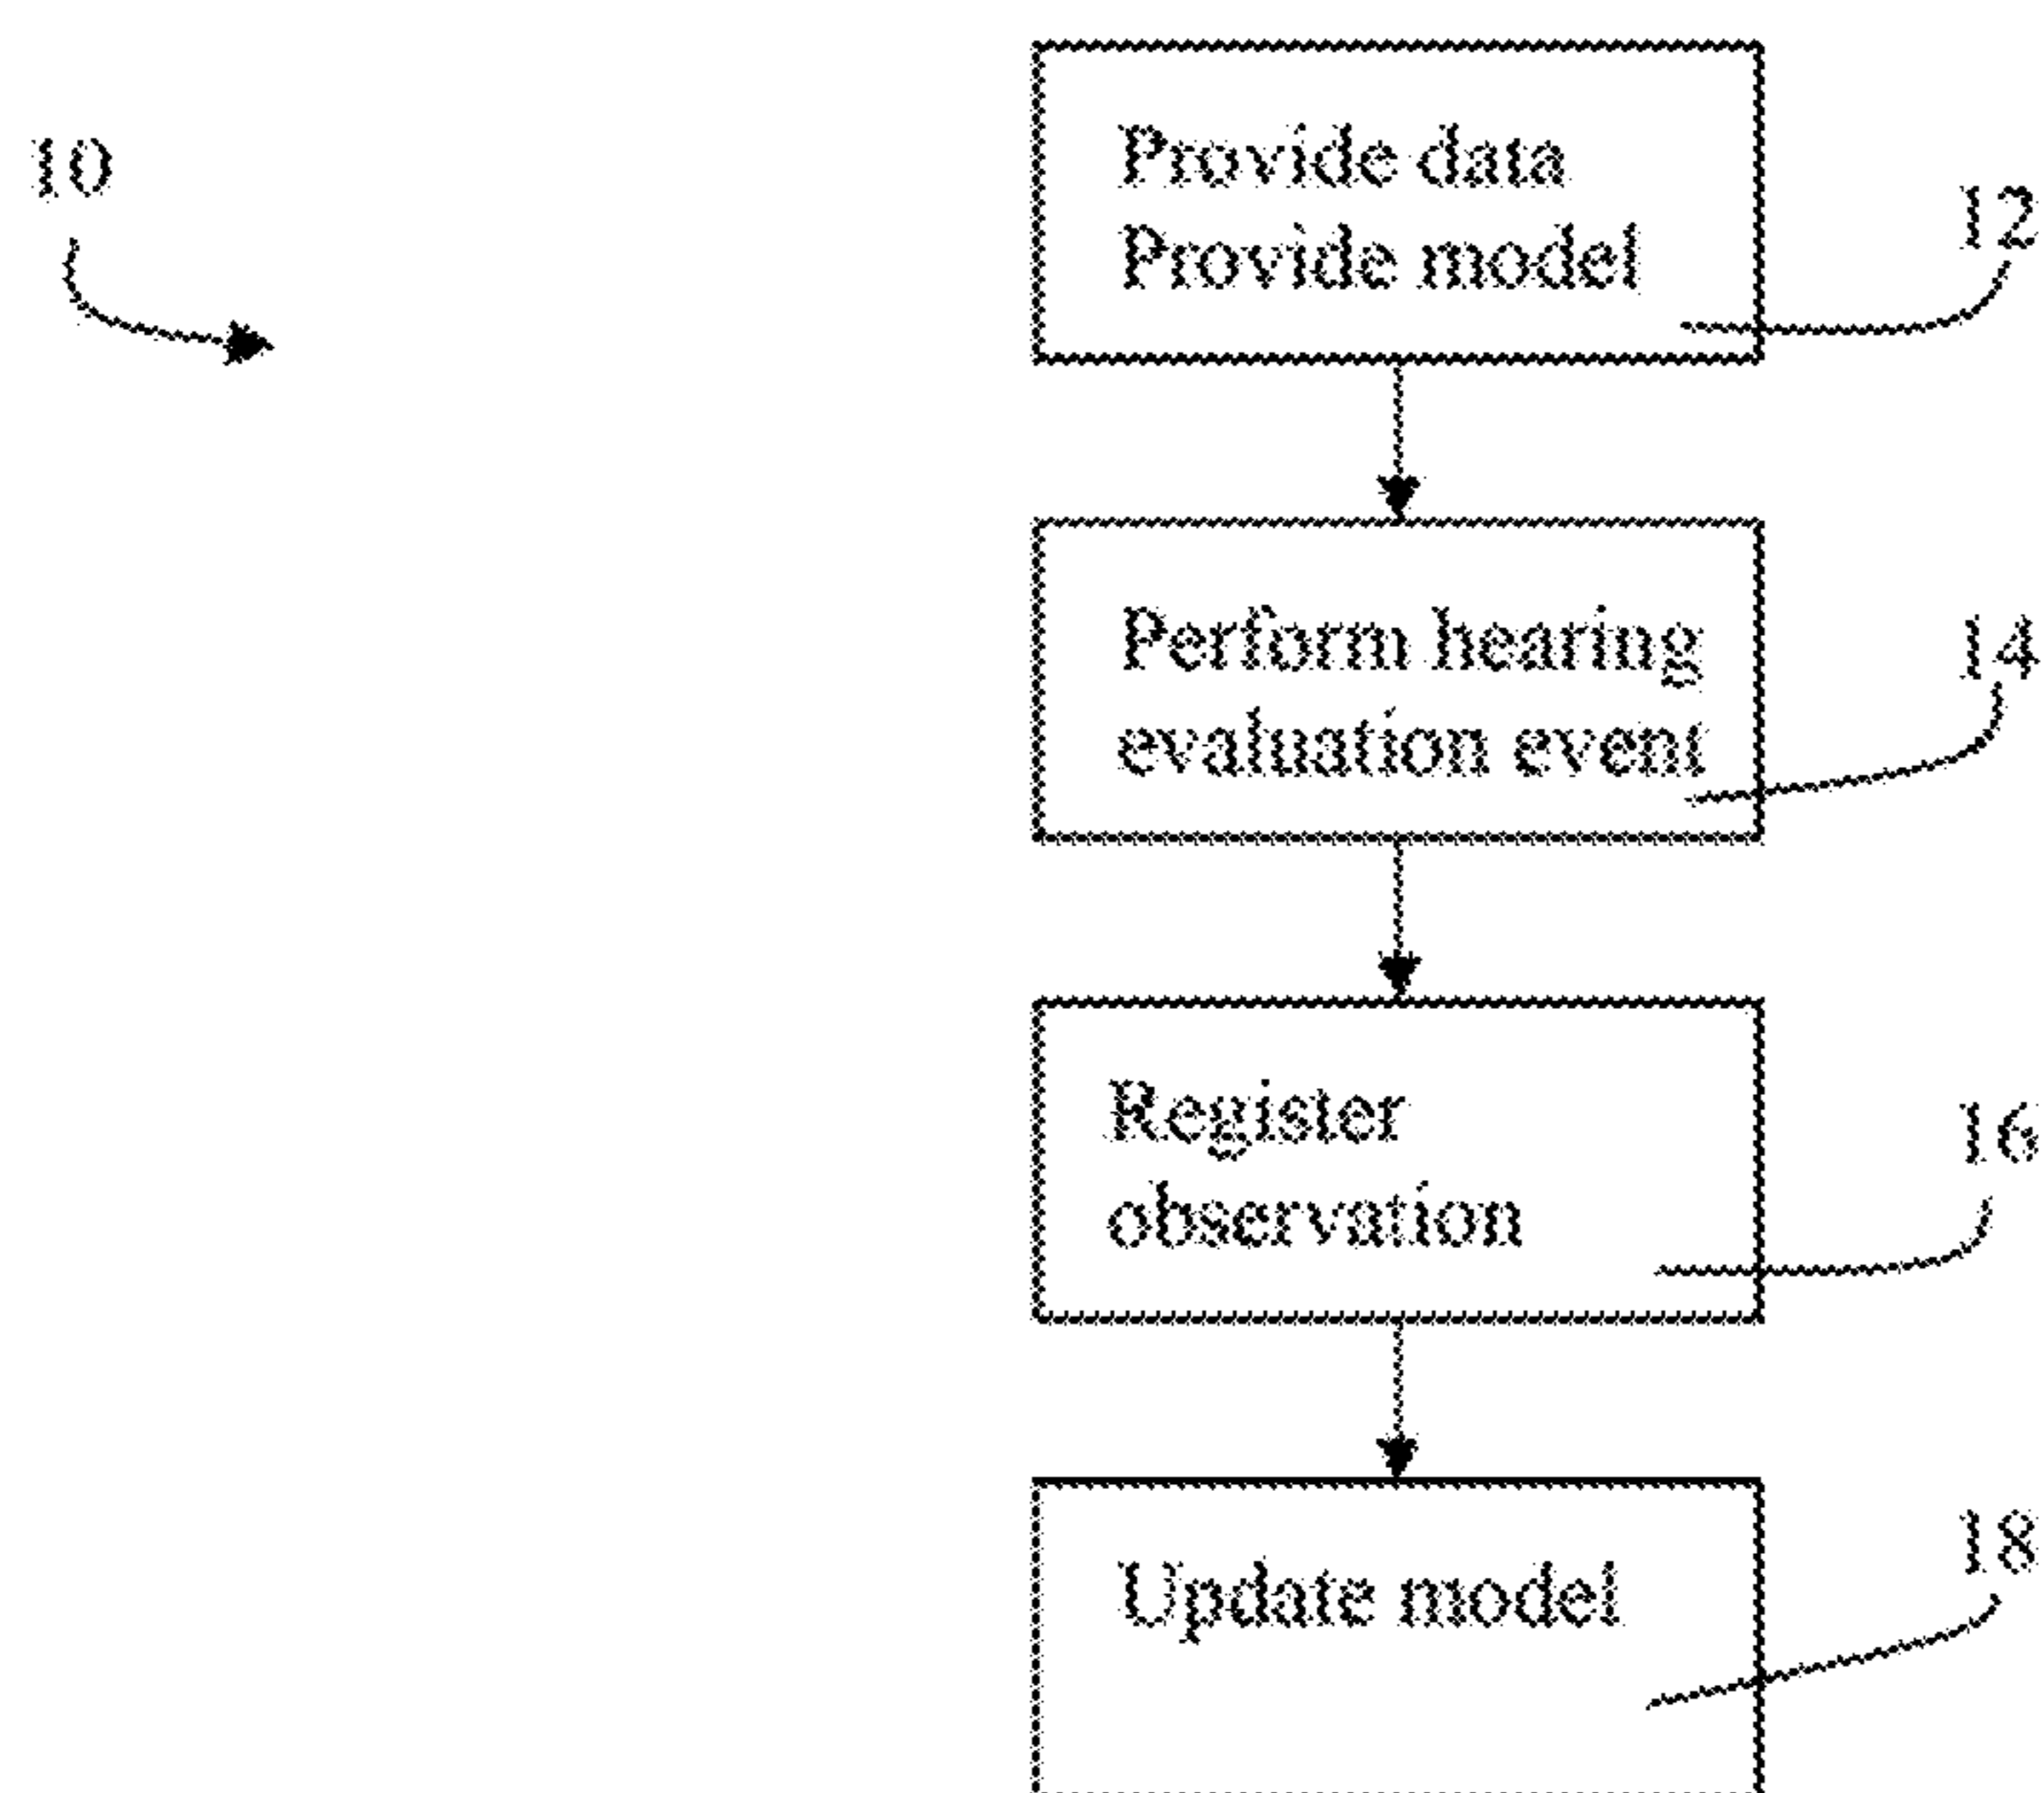 10
Provide data
Provide model
12
Perform hearing
evaluation event
14
Register
observation
16
Update model
18